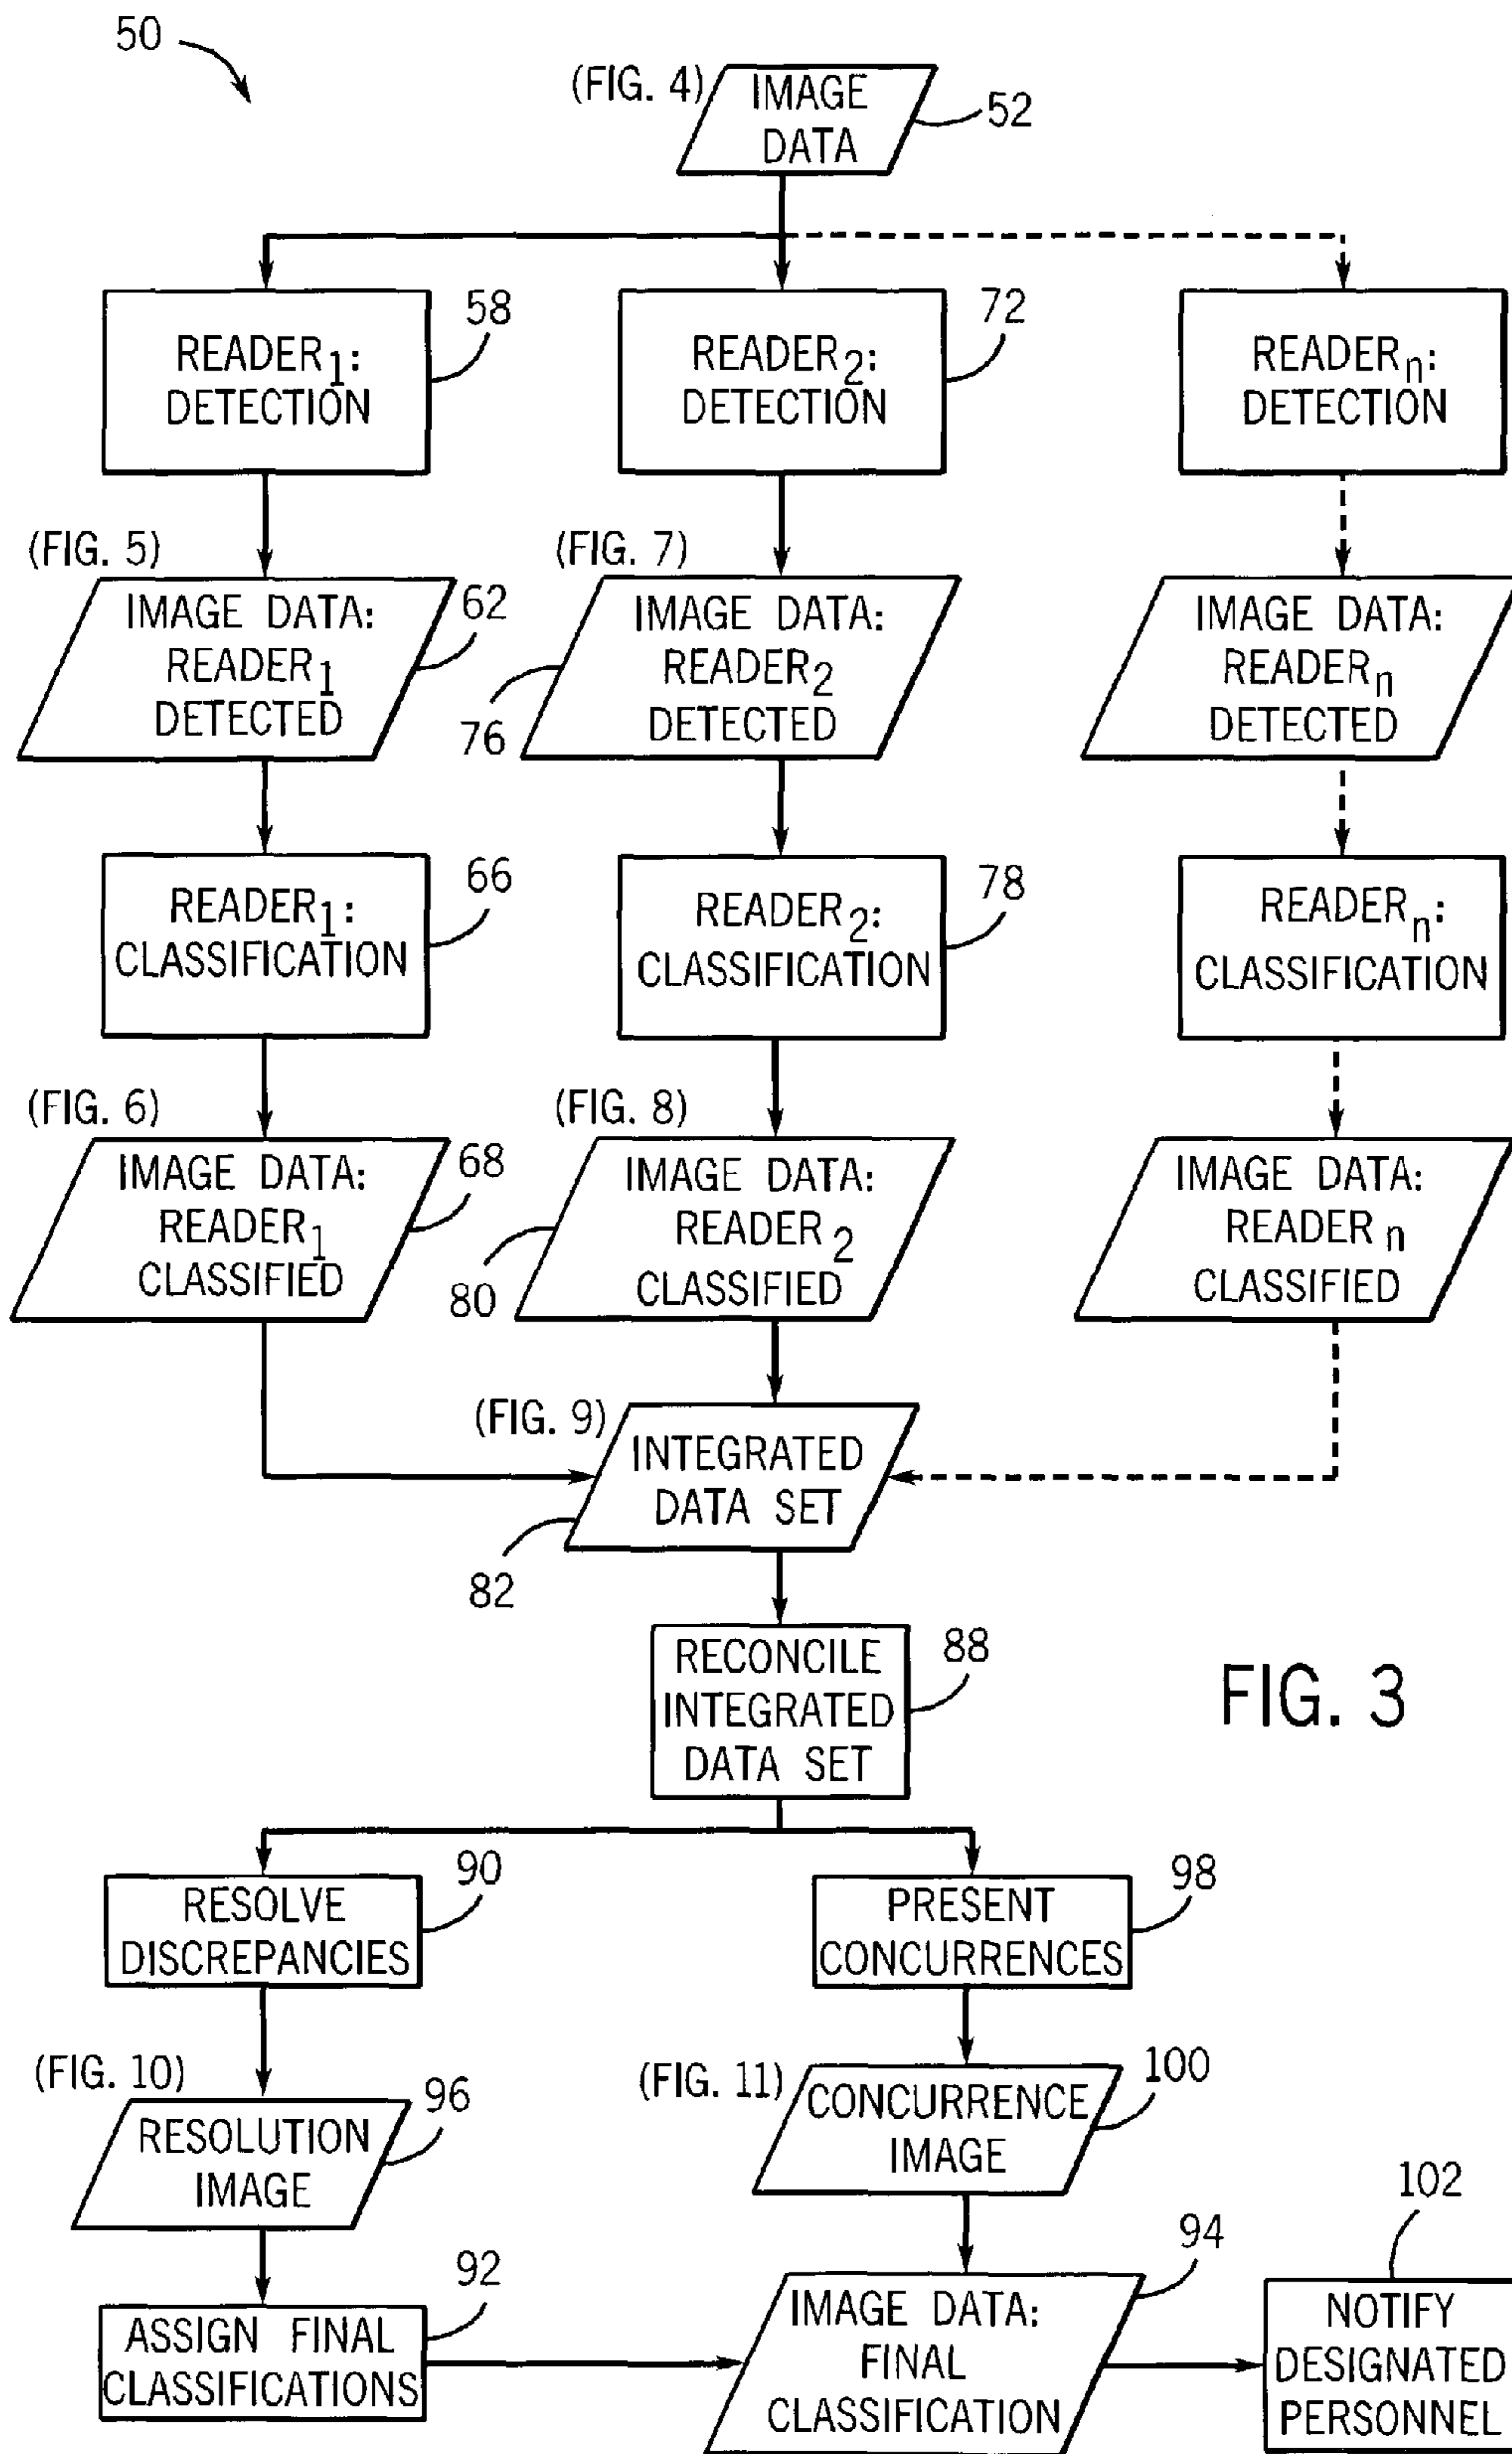 50
(FIG. 4)
IMAGE
DATA
52
READER1:
DETECTION
58
READER2:
DETECTION
72
READERn:
DETECTION
(FIG. 5)
IMAGE DATA:
READER1
DETECTED
62
(FIG. 7)
IMAGE DATA:
READER2
DETECTED
76
IMAGE DATA:
READERn
DETECTED
READER1:
CLASSIFICATION
66
READER2:
CLASSIFICATION
78
READERn:
CLASSIFICATION
(FIG. 6)
IMAGE DATA:
READER1
CLASSIFIED
68
(FIG. 8)
IMAGE DATA:
READER 2
CLASSIFIED
80
IMAGE DATA:
READER n
CLASSIFIED
(FIG. 9)
INTEGRATED
DATA SET
82
RECONCILE
INTEGRATED
DATA SET
88
FIG. 3
RESOLVE
DISCREPANCIES
90
PRESENT
CONCURRENCES
98
(FIG. 10)
RESOLUTION
IMAGE
96
(FIG. 11)
CONCURRENCE
IMAGE
100
ASSIGN FINAL
CLASSIFICATIONS
92
IMAGE DATA:
FINAL
CLASSIFICATION
94
102
NOTIFY
DESIGNATED
PERSONNEL